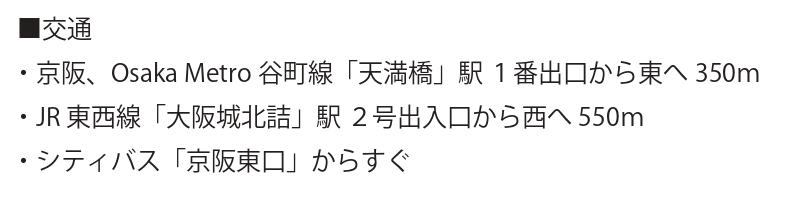 ■交通
・京阪、Osaka Metro 谷町線「天満橋」駅 １番出口から東へ 350m
・JR 東西線「大阪城北詰」駅 ２号出入口から西へ 550m
・シティバス「京阪東口」からすぐ